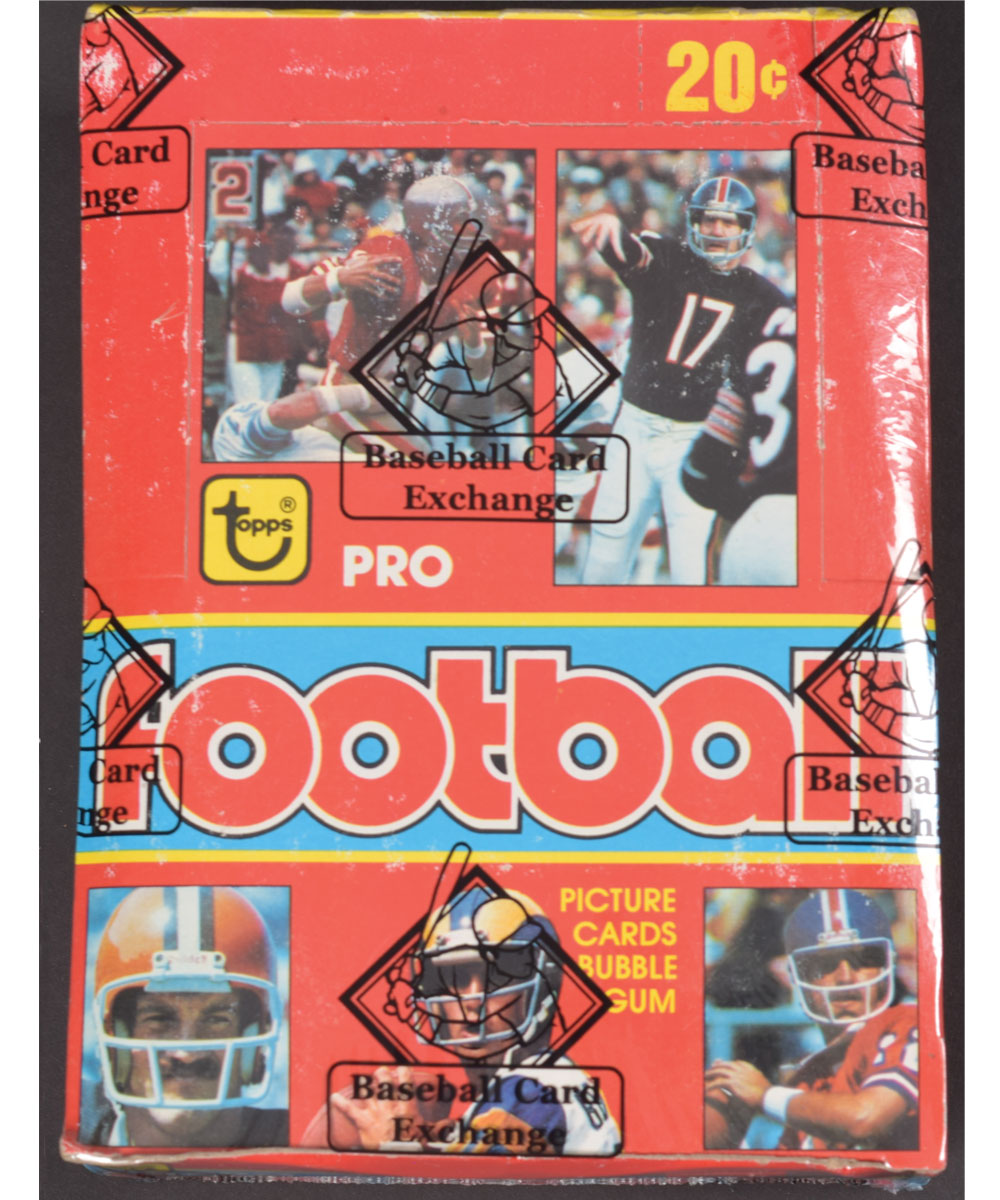 20¢
Card
nge
Baseba
Exch
2
17
3
Baseball Card
Exchange
topps
®
PRO
football
Card
nge
Baseba
Exch
PICTURE
CARDS
BUBBLE
GUM
Baseball Card
Exchange